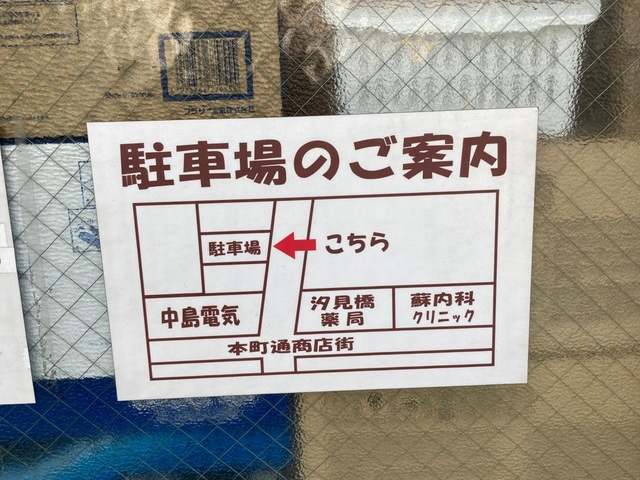 駐車場のご案内
駐車場
こちら
中島電気
汐見橋
薬局
蘇内科
クリニック
本町通商店街